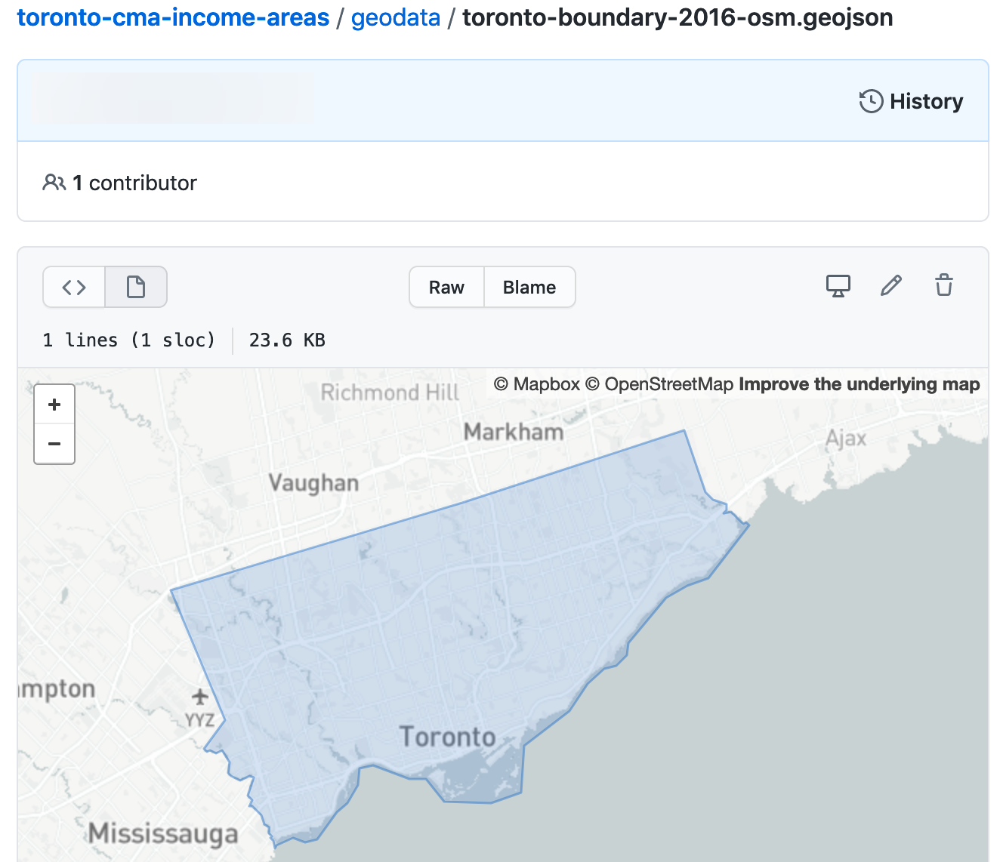 toronto-cma-income-areas / geodata / toronto-boundary-2016-osm.geojson
History
1 contributor
Raw
Blame
1 lines (1 sloc)
23.6 KB
© Mapbox © OpenStreetMap Improve the underlying map
+
−
Richmond Hill
Markham
Ajax
Vaughan
mpton
YYZ
Toronto
Mississauga